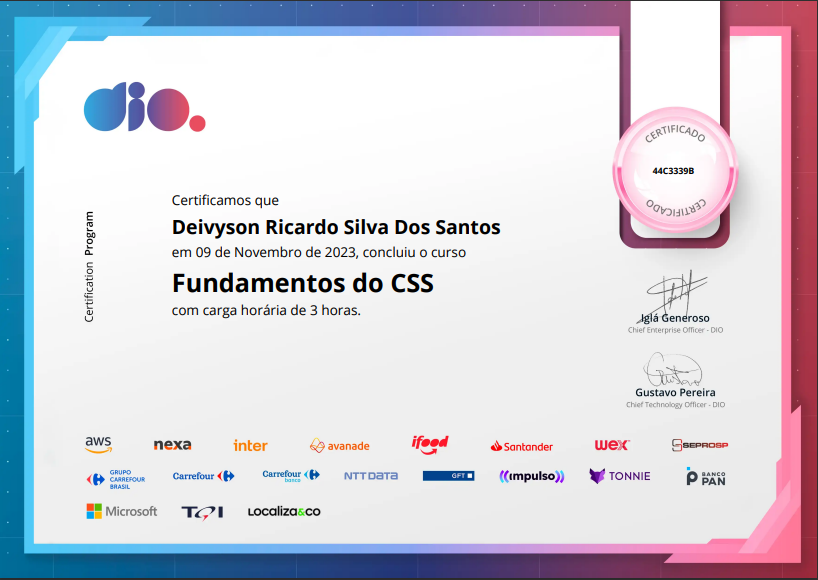 dio.
CERTIFICADO
44C3339B
CERTIFICADO
Certification Program
Certificamos que
Deivyson Ricardo Silva Dos Santos
em 09 de Novembro de 2023, concluiu o curso
Fundamentos do CSS
com carga horária de 3 horas.
Iglá Generoso
Chief Enterprise Officer - DIO
Gustavo Pereira
Chief Technology Officer - DIO
aws nexa inter avanade ifood Santander wex SEPROSP
GRUPO CARREFOUR BRASIL Carrefour Carrefour banco NTT DATA GFT ((impulso)) TONNIE BANCO PAN
Microsoft TQI Localiza&co